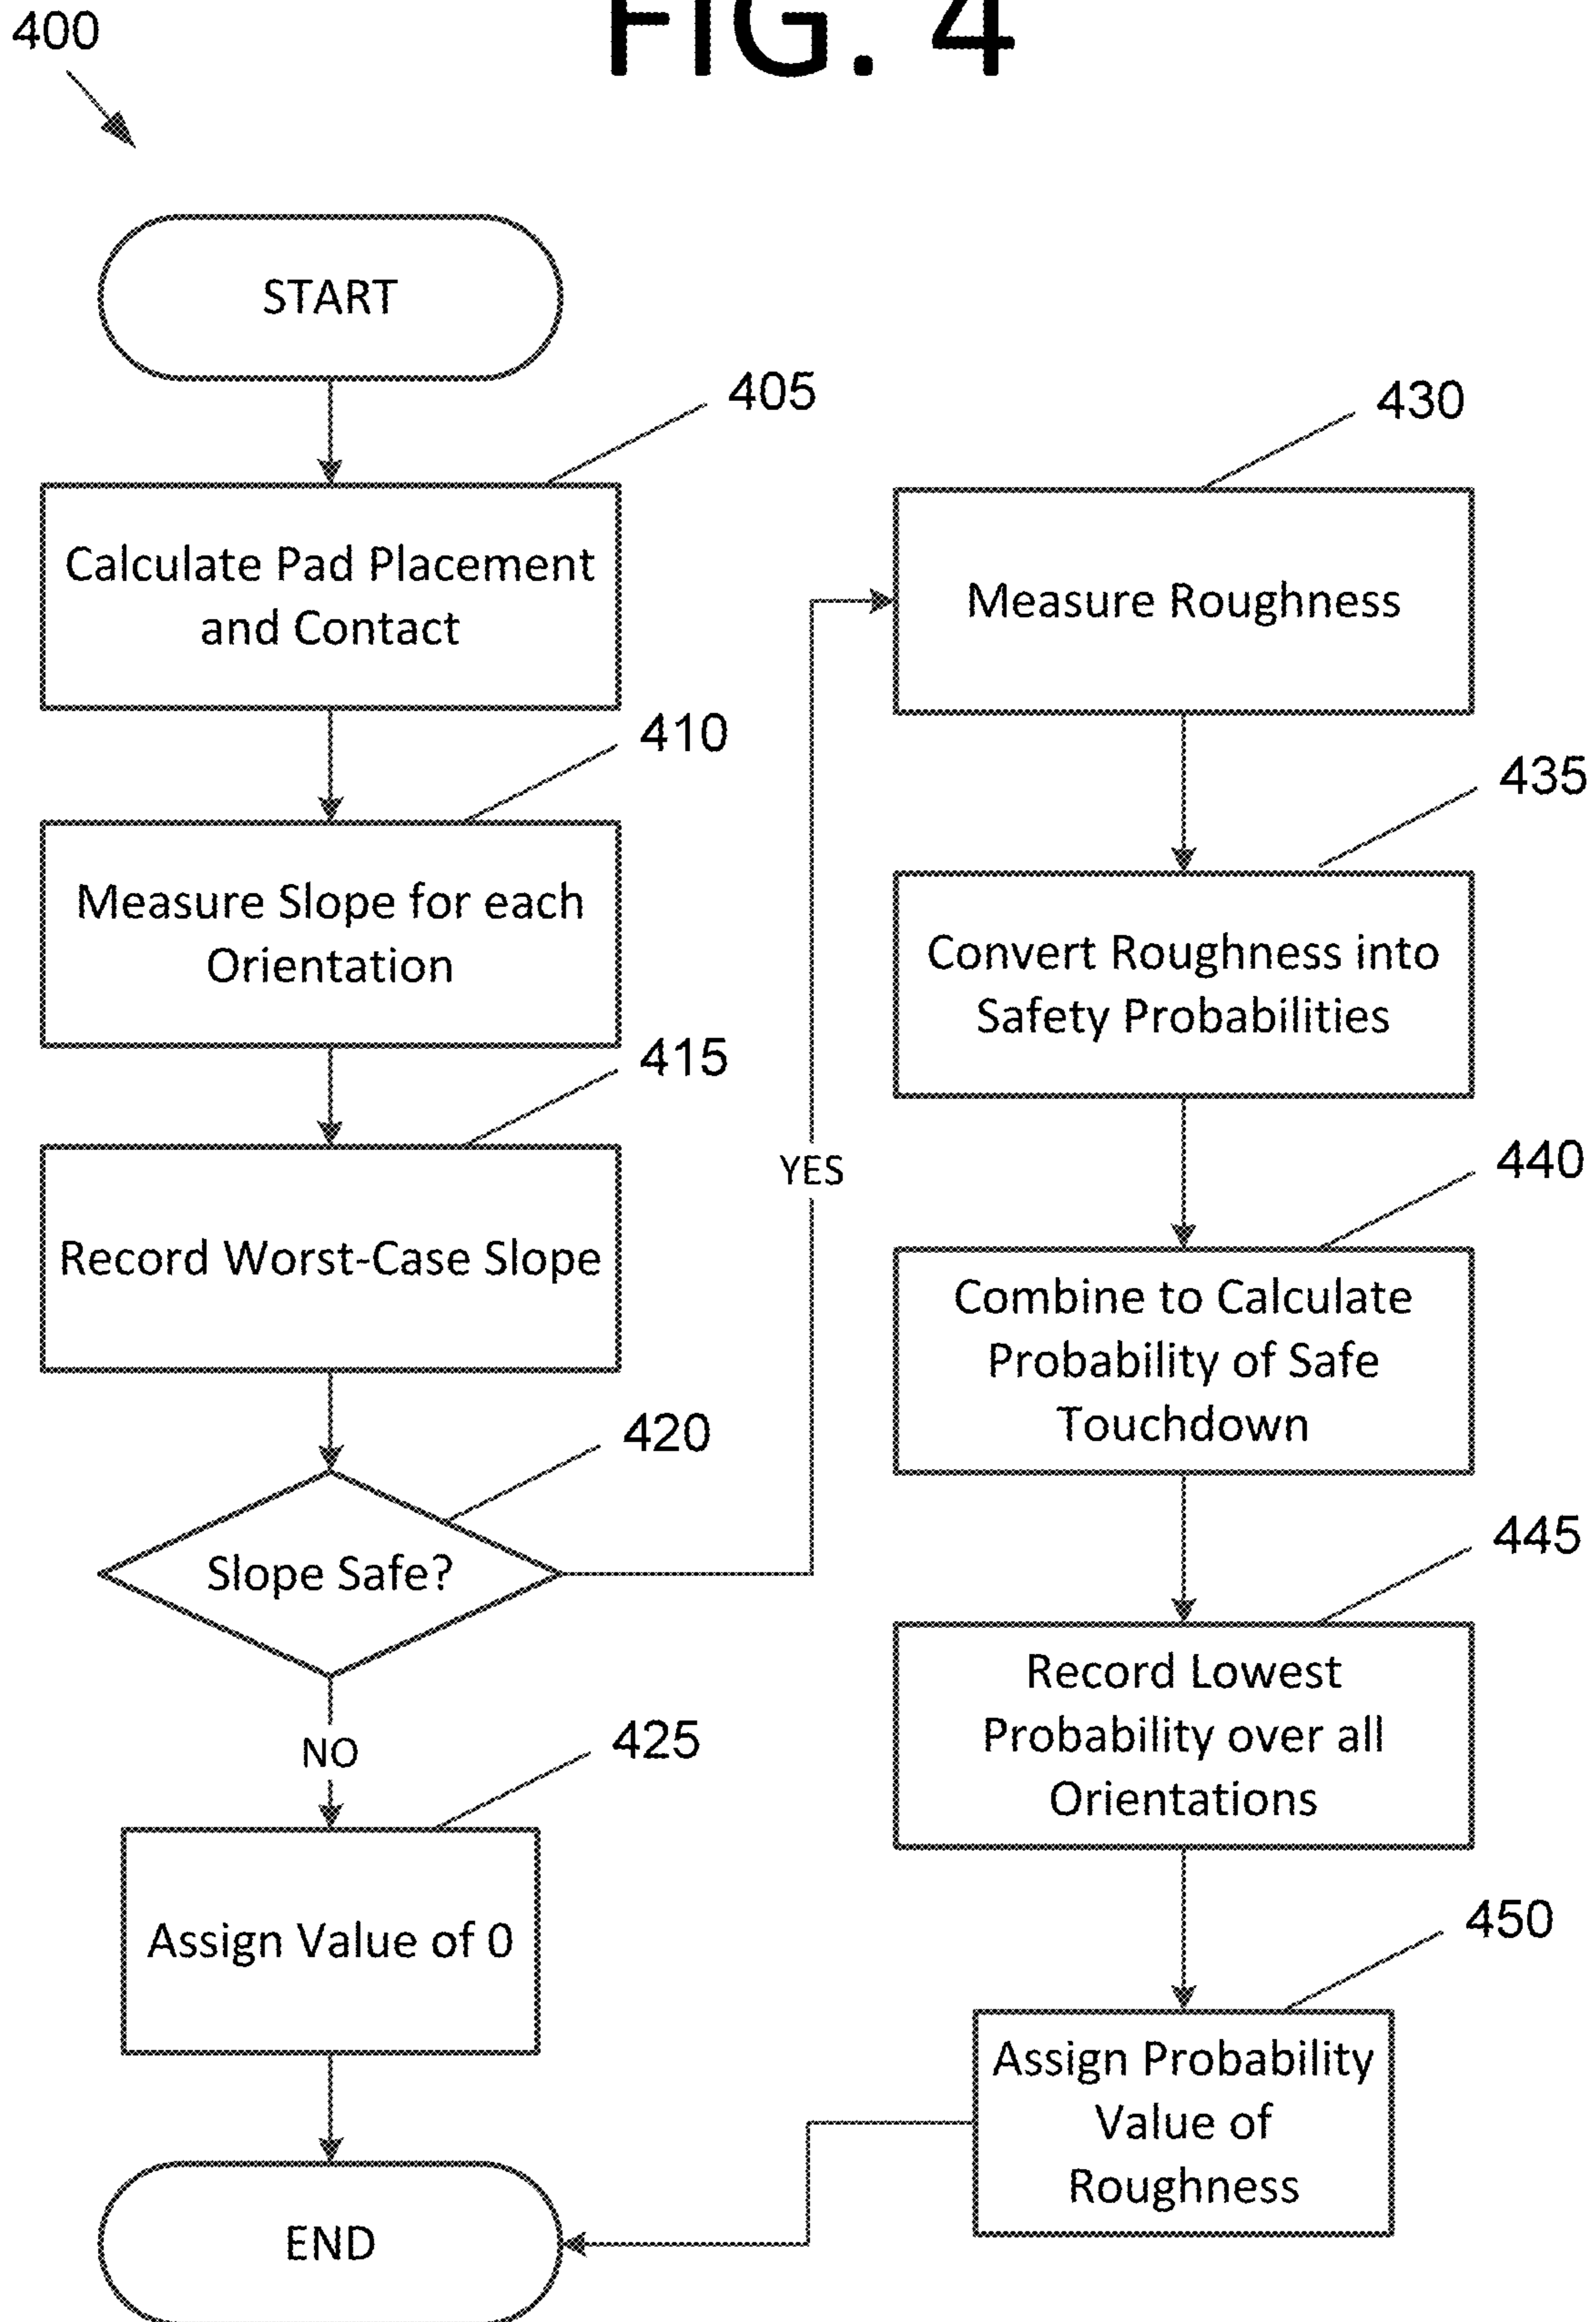 FIG. 4
400
START
405
Calculate Pad Placement
and Contact
410
Measure Slope for each
Orientation
415
Record Worst-Case Slope
420
Slope Safe?
YES
NO
425
Assign Value of 0
END
430
Measure Roughness
435
Convert Roughness into
Safety Probabilities
440
Combine to Calculate
Probability of Safe
Touchdown
445
Record Lowest
Probability over all
Orientations
450
Assign Probability
Value of
Roughness